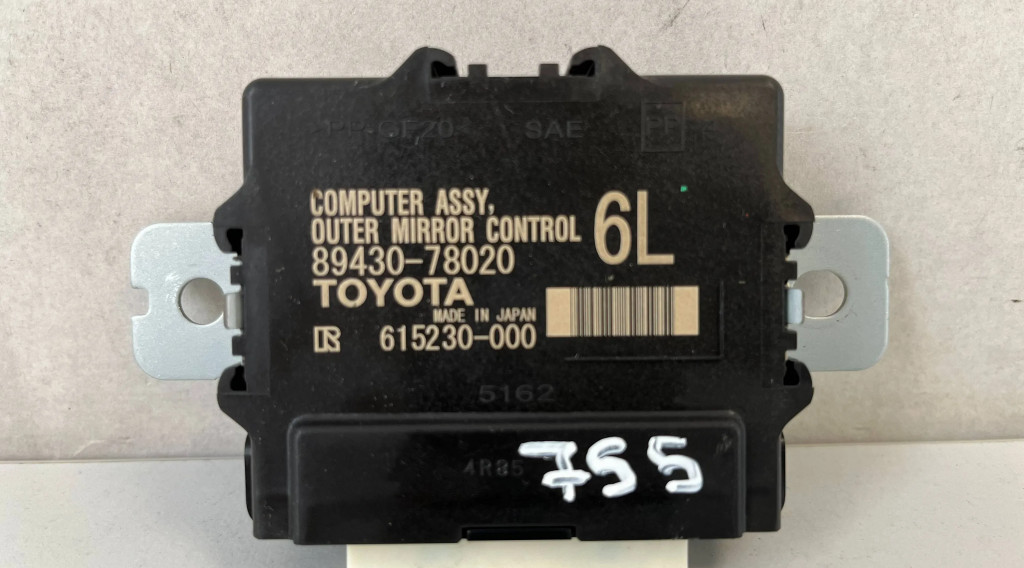 SAE PP
COMPUTER ASSY,
OUTER MIRROR CONTROL
6L
89430-78020
TOYOTA
MADE IN JAPAN
615230-000
5162
4R85
755